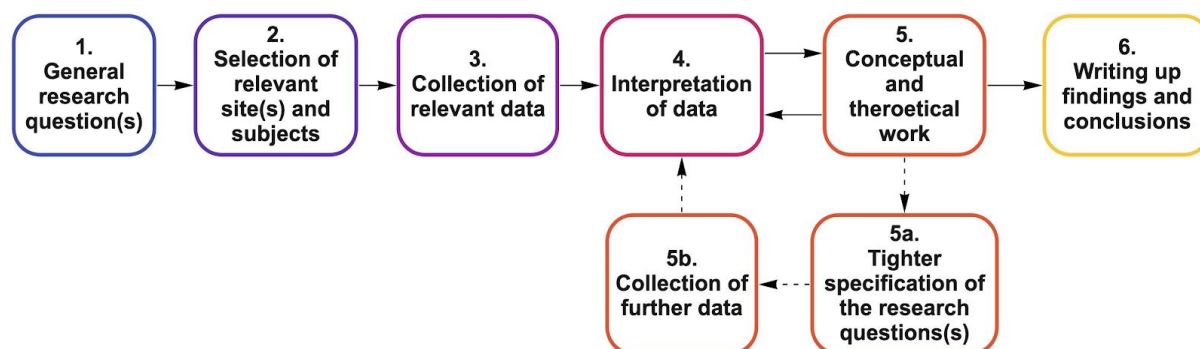 1.
General
research
question(s)
2.
Selection of
relevant
site(s) and
subjects
3.
Collection of
relevant data
4.
Interpretation
of data
5.
Conceptual
and
theroetical
work
6.
Writing up
findings and
conclusions
5b.
Collection of
further data
5a.
Tighter
specification of
the research
questions(s)